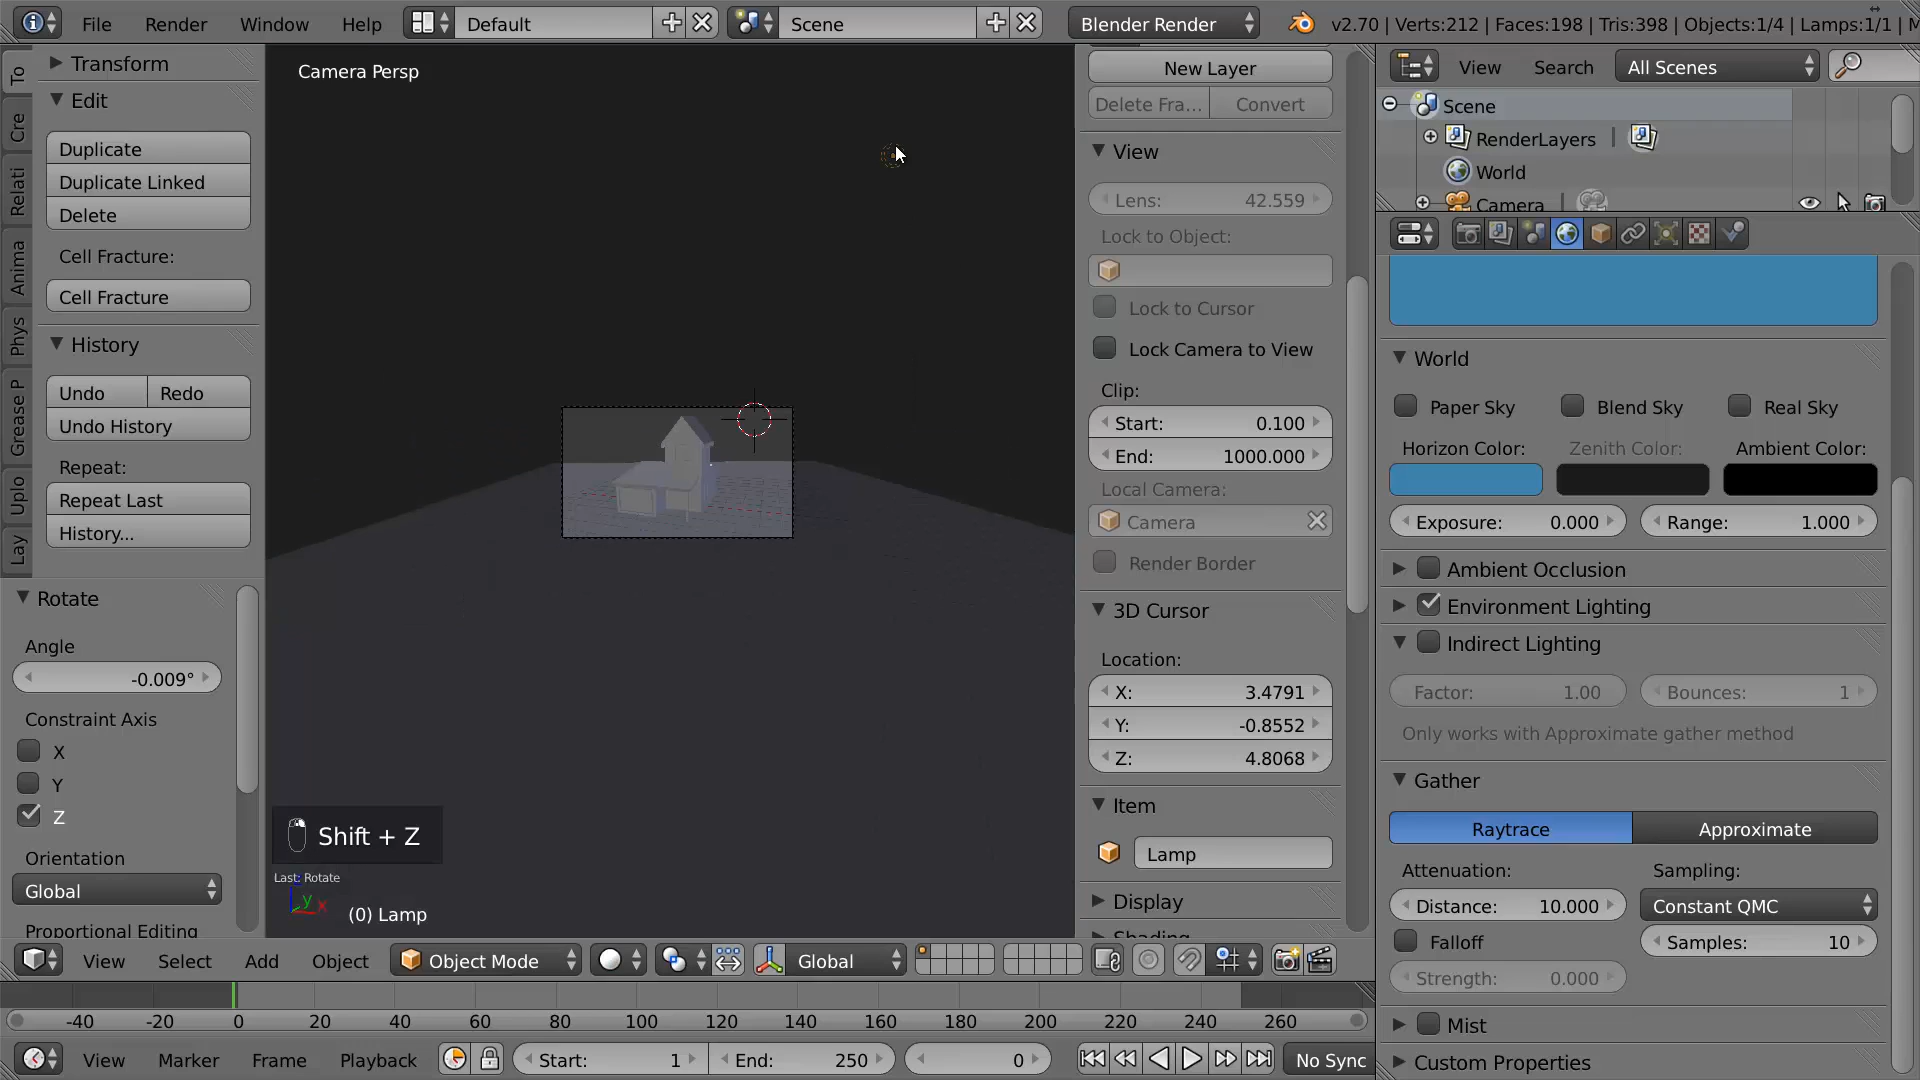 File Render Window Help Default Scene Blender Render v2.70 | Verts:212 | Faces:198 | Tris:398 | Objects:1/4 | Lamps:1/1 |
To
Cre
Relati
Anima
Phys
Grease P
Uplo
Lay
Transform
Edit
Duplicate
Duplicate Linked
Delete
Cell Fracture:
Cell Fracture
History
Undo Redo
Undo History
Repeat:
Repeat Last
History...
Rotate
Angle
-0.009°
Constraint Axis
X
Y
Z
Orientation
Global
Proportional Editing
Camera Persp
Shift + Z
Last: Rotate
y x
(0) Lamp
New Layer
Delete Fra... Convert
View
Lens: 42.559
Lock to Object:
Lock to Cursor
Lock Camera to View
Clip:
Start: 0.100
End: 1000.000
Local Camera:
Camera
Render Border
3D Cursor
Location:
X: 3.4791
Y: -0.8552
Z: 4.8068
Item
Lamp
Display
Shading
View Search All Scenes
Scene
RenderLayers
World
Camera
World
Paper Sky Blend Sky Real Sky
Horizon Color: Zenith Color: Ambient Color:
Exposure: 0.000 Range: 1.000
Ambient Occlusion
Environment Lighting
Indirect Lighting
Factor: 1.00 Bounces: 1
Only works with Approximate gather method
Gather
Raytrace Approximate
Attenuation: Sampling:
Distance: 10.000 Constant QMC
Falloff Samples: 10
Strength: 0.000
Mist
Custom Properties
View Select Add Object Object Mode Global
-40 -20 0 20 40 60 80 100 120 140 160 180 200 220 240 260
View Marker Frame Playback Start: 1 End: 250 0 No Sync